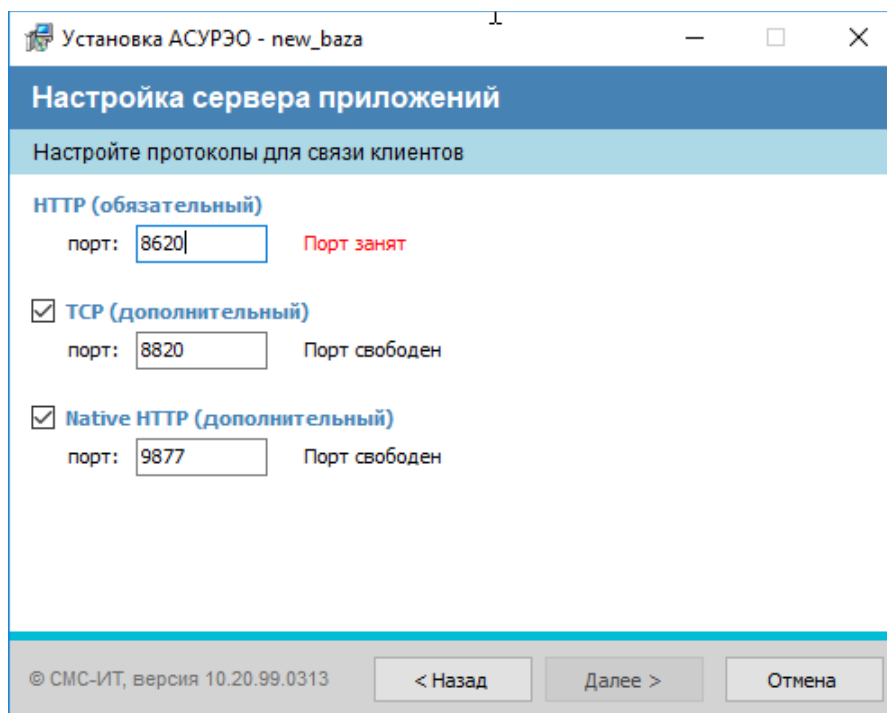 Установка АСУРЭО - new_baza
Настройка сервера приложений
Настройте протоколы для связи клиентов
HTTP (обязательный)
порт: 8620 Порт занят
TCP (дополнительный)
порт: 8820 Порт свободен
Native HTTP (дополнительный)
порт: 9877 Порт свободен
© СМС-ИТ, версия 10.20.99.0313 < Назад Далее > Отмена